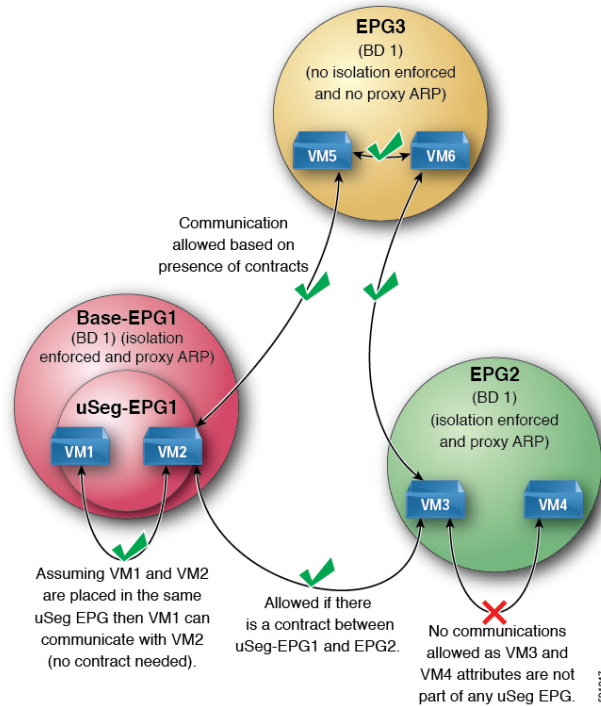 EPG3
(BD 1)
(no isolation enforced
and no proxy ARP)
VM5
VM6
Communication
allowed based on
presence of contracts
Base-EPG1
(BD 1) (isolation
enforced and proxy ARP)
uSeg-EPG1
VM1
VM2
EPG2
(BD 1)
(isolation enforced
and proxy ARP)
VM3
VM4
Assuming VM1 and VM2
are placed in the same
uSeg EPG then VM1 can
communicate with VM2
(no contract needed).
Allowed if there
is a contract between
uSeg-EPG1 and EPG2.
No communications
allowed as VM3 and
VM4 attributes are not
part of any uSeg EPG.